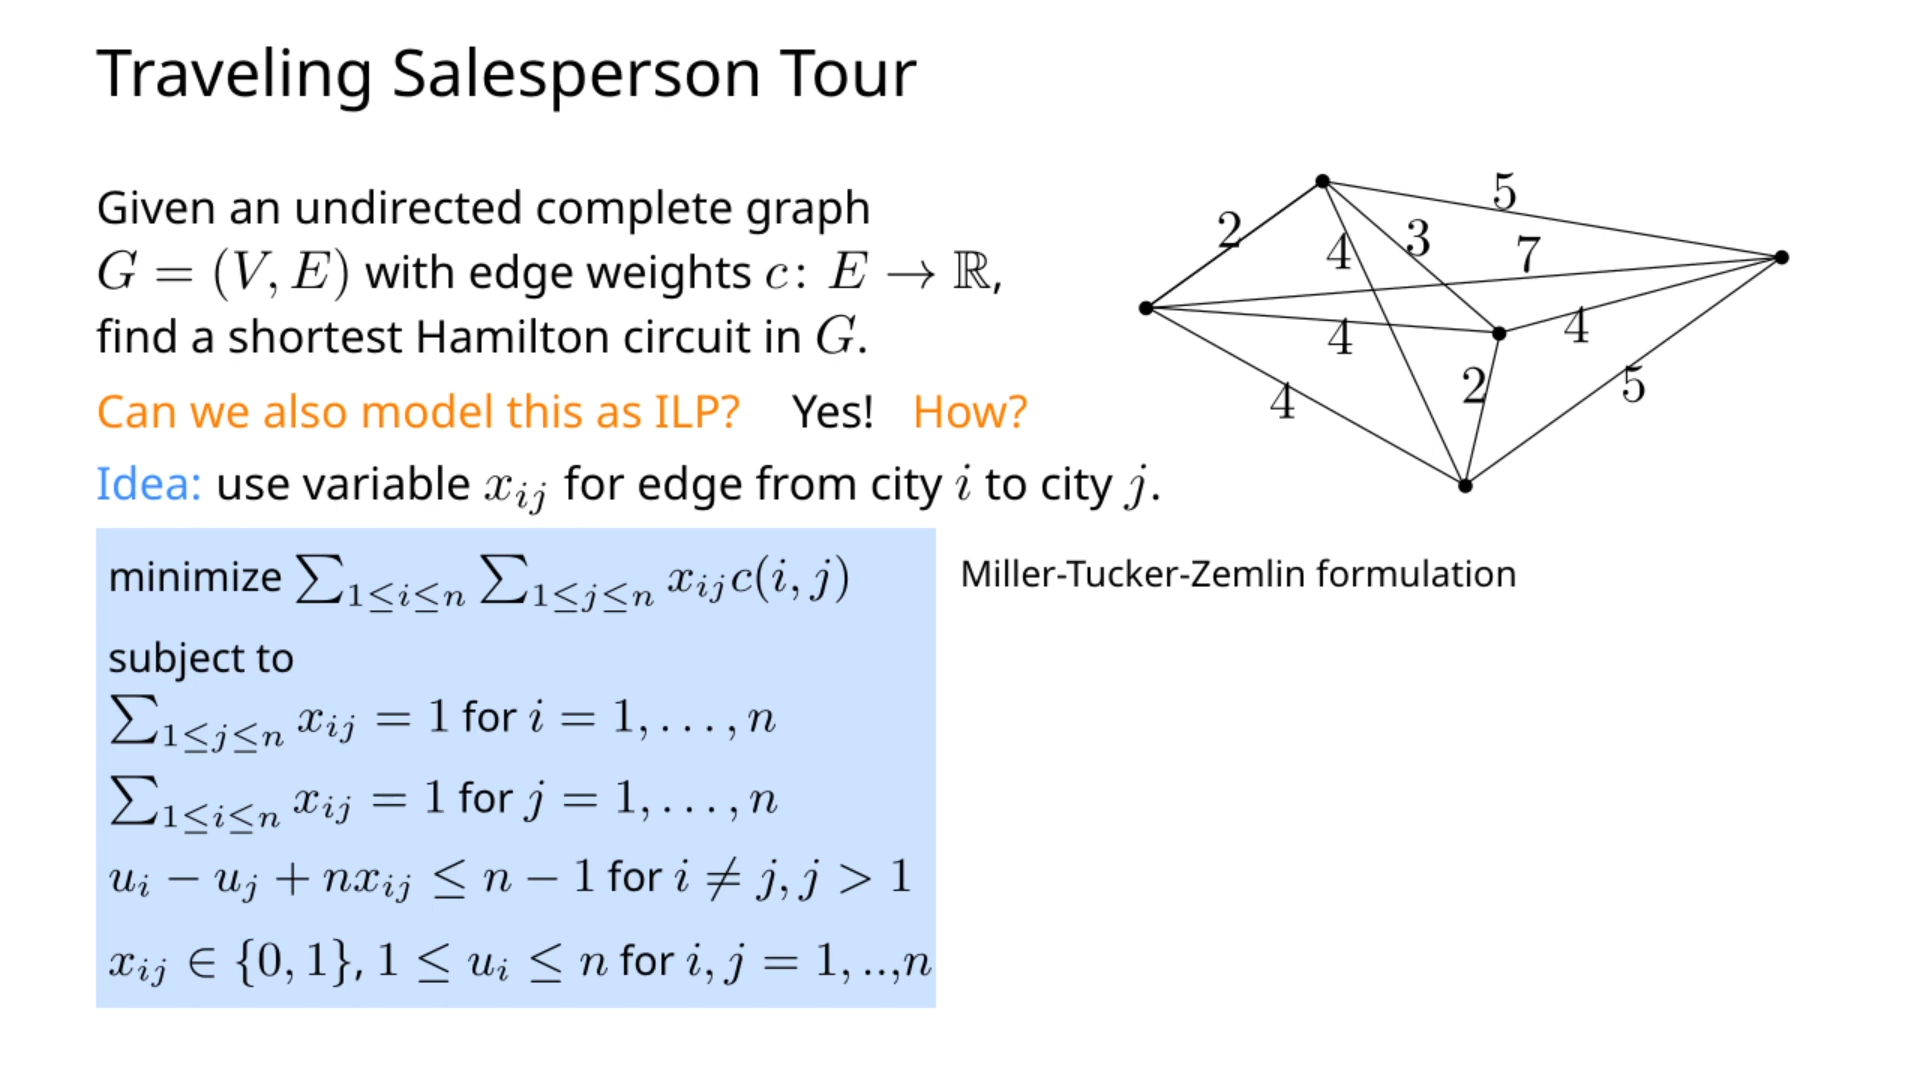 Traveling Salesperson Tour
Given an undirected complete graph
G = (V, E) with edge weights c: E → ℝ,
find a shortest Hamilton circuit in G.
Can we also model this as ILP? Yes! How?
Idea: use variable x_{ij} for edge from city i to city j.
minimize ∑_{1≤i≤n} ∑_{1≤j≤n} x_{ij}c(i, j)
subject to
∑_{1≤j≤n} x_{ij} = 1 for i = 1, . . . , n
∑_{1≤i≤n} x_{ij} = 1 for j = 1, . . . , n
u_i − u_j + nx_{ij} ≤ n − 1 for i ≠ j, j > 1
x_{ij} ∈ {0, 1}, 1 ≤ u_i ≤ n for i, j = 1, ..,n
Miller-Tucker-Zemlin formulation
5
2
4
3
7
4
4
4
2
5